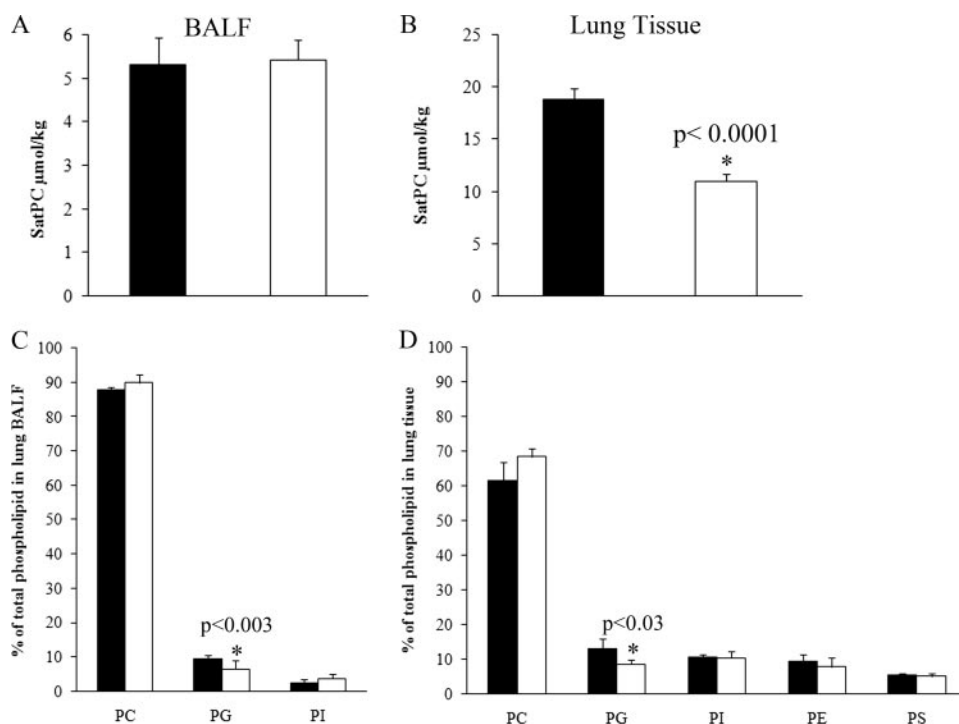 A
BALF
6
5
4
3
2
1
0
SatPC µmol/kg
B
Lung Tissue
25
20
15
10
5
0
SatPC µmol/kg
p< 0.0001
*
C
100
90
80
70
60
50
40
30
20
10
0
% of total phospholipid in lung BALF
p<0.003
*
PC PG PI
D
100
90
80
70
60
50
40
30
20
10
0
% of total phospholipid in lung tissue
p<0.03
*
PC PG PI PE PS